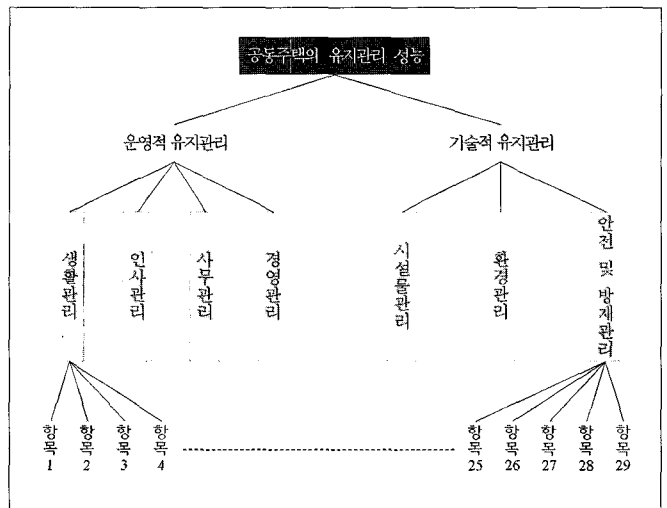 공동주택의 유지관리 성능
운영적 유지관리
기술적 유지관리
생활관리
인사관리
사무관리
경영관리
시설물관리
환경관리
안전 및 방재관리
항목 1
항목 2
항목 3
항목 4
항목 25
항목 26
항목 27
항목 28
항목 29